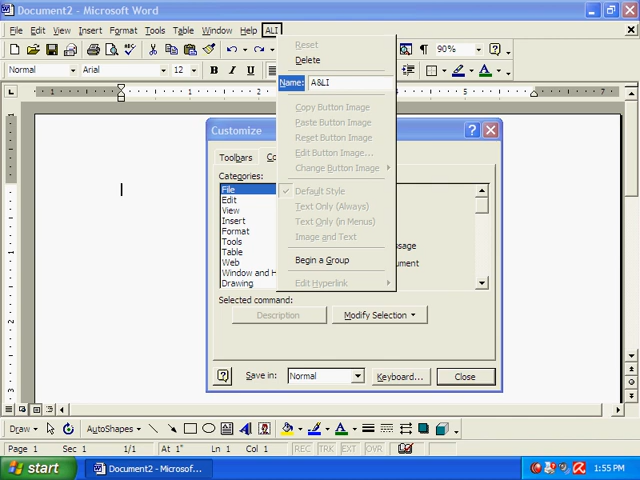 Document2 - Microsoft Word
File Edit View Insert Format Tools Table Window Help ALI
90%
Normal Arial 12 B I U
Reset
Delete
Name: A&LI
Copy Button Image
Paste Button Image
Reset Button Image
Edit Button Image...
Change Button Image
Default Style
Text Only (Always)
Text Only (in Menus)
Image and Text
Begin a Group
Edit Hyperlink
Customize
Toolbars
Categories:
File
Edit
View
Insert
Format
Tools
Table
Web
Window and H
Drawing
Selected command:
Description Modify Selection
Save in: Normal Keyboard... Close
Draw AutoShapes
Page 1 Sec 1 1/1 At 1" Ln 1 Col 1 REC TRK EXT OVR
start Document2 - Microsof... 1:55 PM